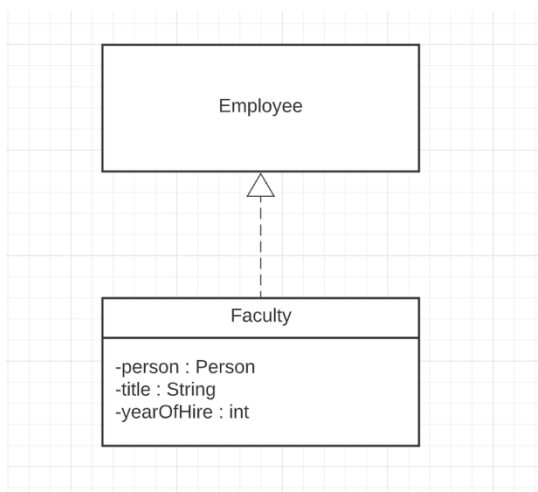 Employee
Faculty
-person : Person
-title : String
-yearOfHire : int